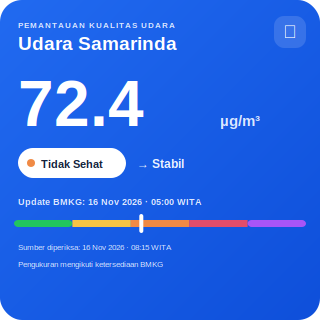 PEMANTAUAN KUALITAS UDARA
Udara Samarinda
72.4 µg/m³
Tidak Sehat → Stabil
Update BMKG: 16 Nov 2026 · 05:00 WITA
Sumber diperiksa: 16 Nov 2026 · 08:15 WITA
Pengukuran mengikuti ketersediaan BMKG